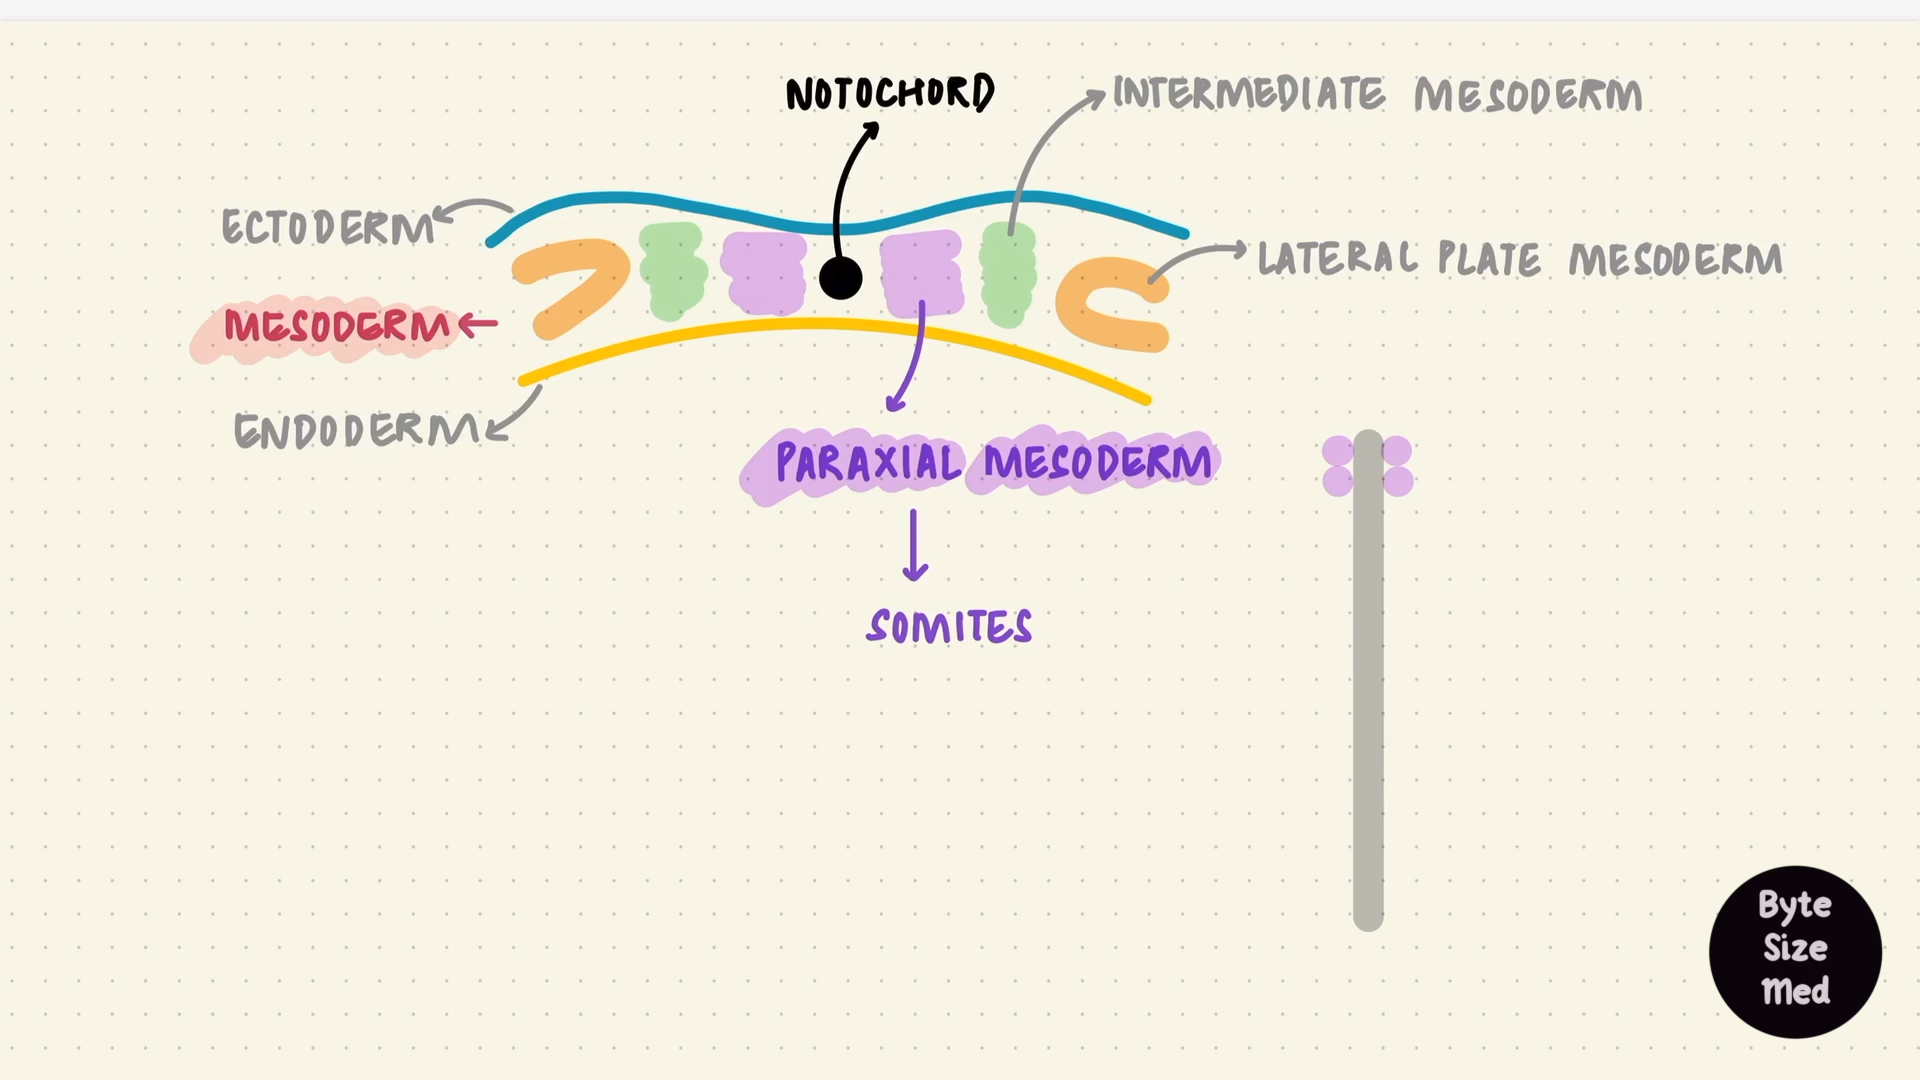 NOTOCHORD
INTERMEDIATE MESODERM
ECTODERM
LATERAL PLATE MESODERM
MESODERM
ENDODERM
PARAXIAL MESODERM
SOMITES
Byte
Size
Med